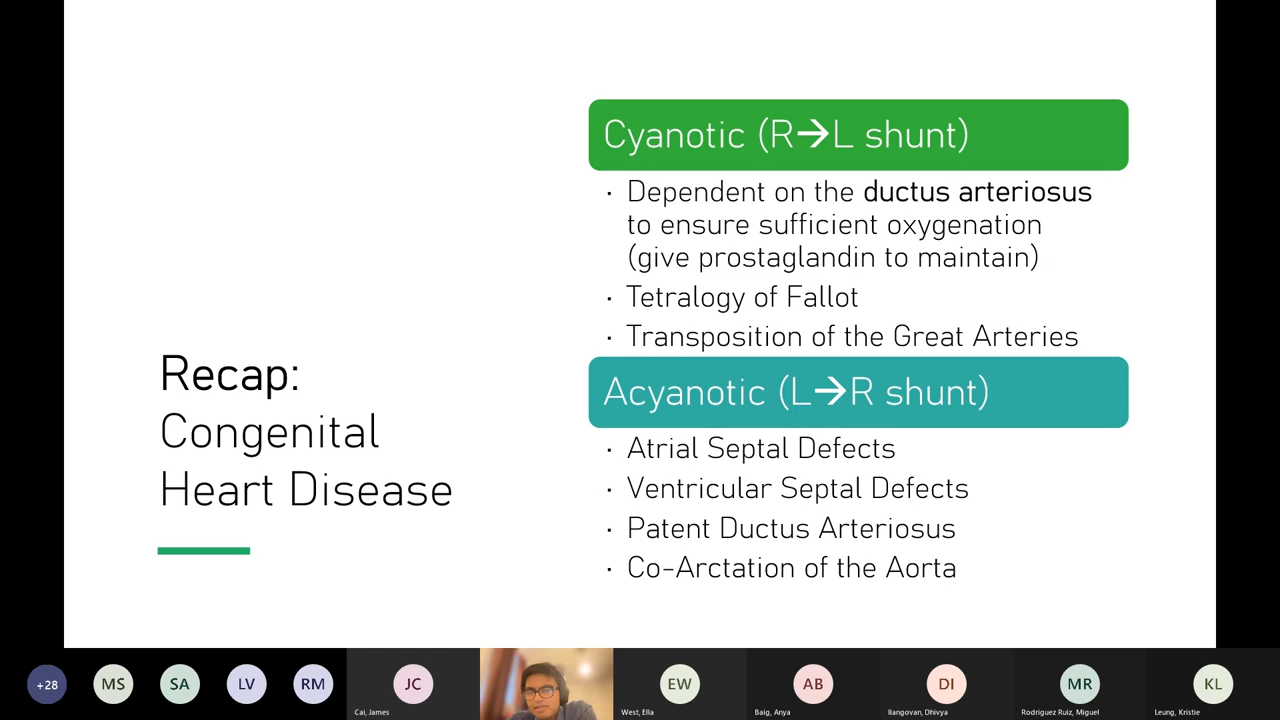 Recap:
Congenital
Heart Disease
Cyanotic (R→L shunt)
· Dependent on the ductus arteriosus
to ensure sufficient oxygenation
(give prostaglandin to maintain)
· Tetralogy of Fallot
· Transposition of the Great Arteries
Acyanotic (L→R shunt)
· Atrial Septal Defects
· Ventricular Septal Defects
· Patent Ductus Arteriosus
· Co-Arctation of the Aorta
+28
MS
SA
LV
RM
JC
EW
AB
DI
MR
KL
Cai, James
West, Ella
Baig, Anya
Ilangovan, Dhivya
Rodriguez Ruiz, Miguel
Leung, Kristie